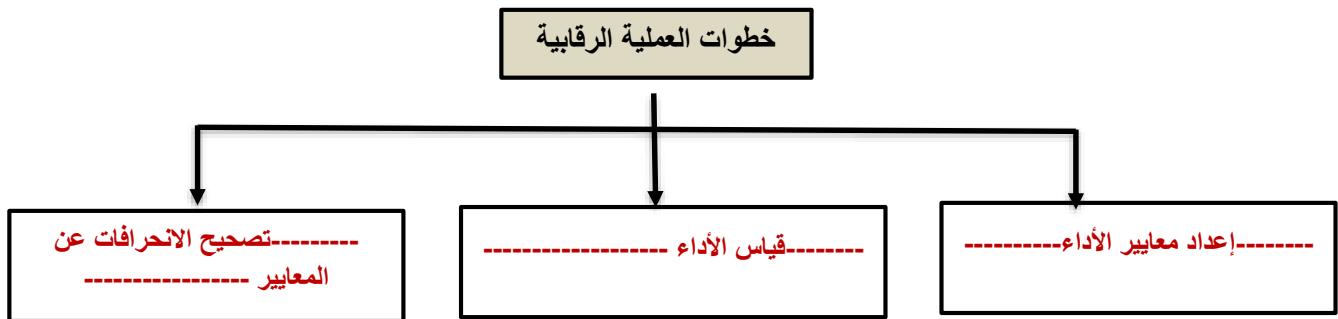 خطوات العملية الرقابية
--------إعداد معايير الأداء----------
--------قياس الأداء -------------------
---------تصحيح الانحرافات عن
المعايير -----------------